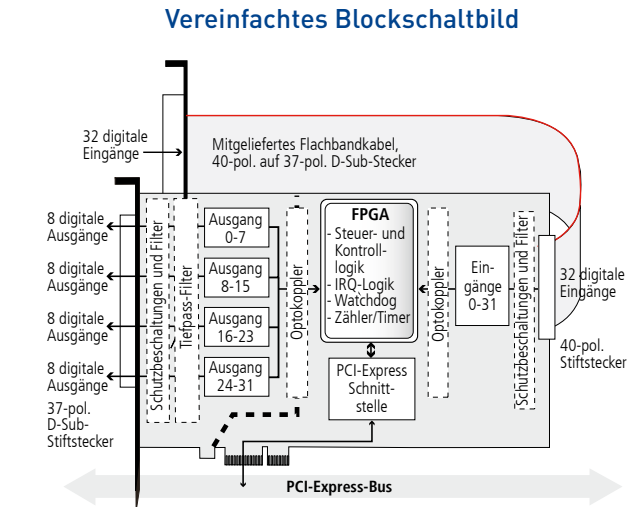 Vereinfachtes Blockschaltbild
32 digitale
Eingänge
Mitgeliefertes Flachbandkabel,
40-pol. auf 37-pol. D-Sub-Stecker
8 digitale
Ausgänge
8 digitale
Ausgänge
8 digitale
Ausgänge
8 digitale
Ausgänge
37-pol.
D-Sub-
Stiftstecker
Schutzbeschaltungen und Filter
Tiefpass-Filter
Ausgang
0-7
Ausgang
8-15
Ausgang
16-23
Ausgang
24-31
Optokoppler
FPGA
- Steuer- und
Kontroll-
logik
- IRQ-Logik
- Watchdog
- Zähler/Timer
PCI-Express
Schnitt-
stelle
Optokoppler
Ein-
gänge
0-31
Schutzbeschaltungen und Filter
32 digitale
Eingänge
40-pol.
Stiftstecker
PCI-Express-Bus